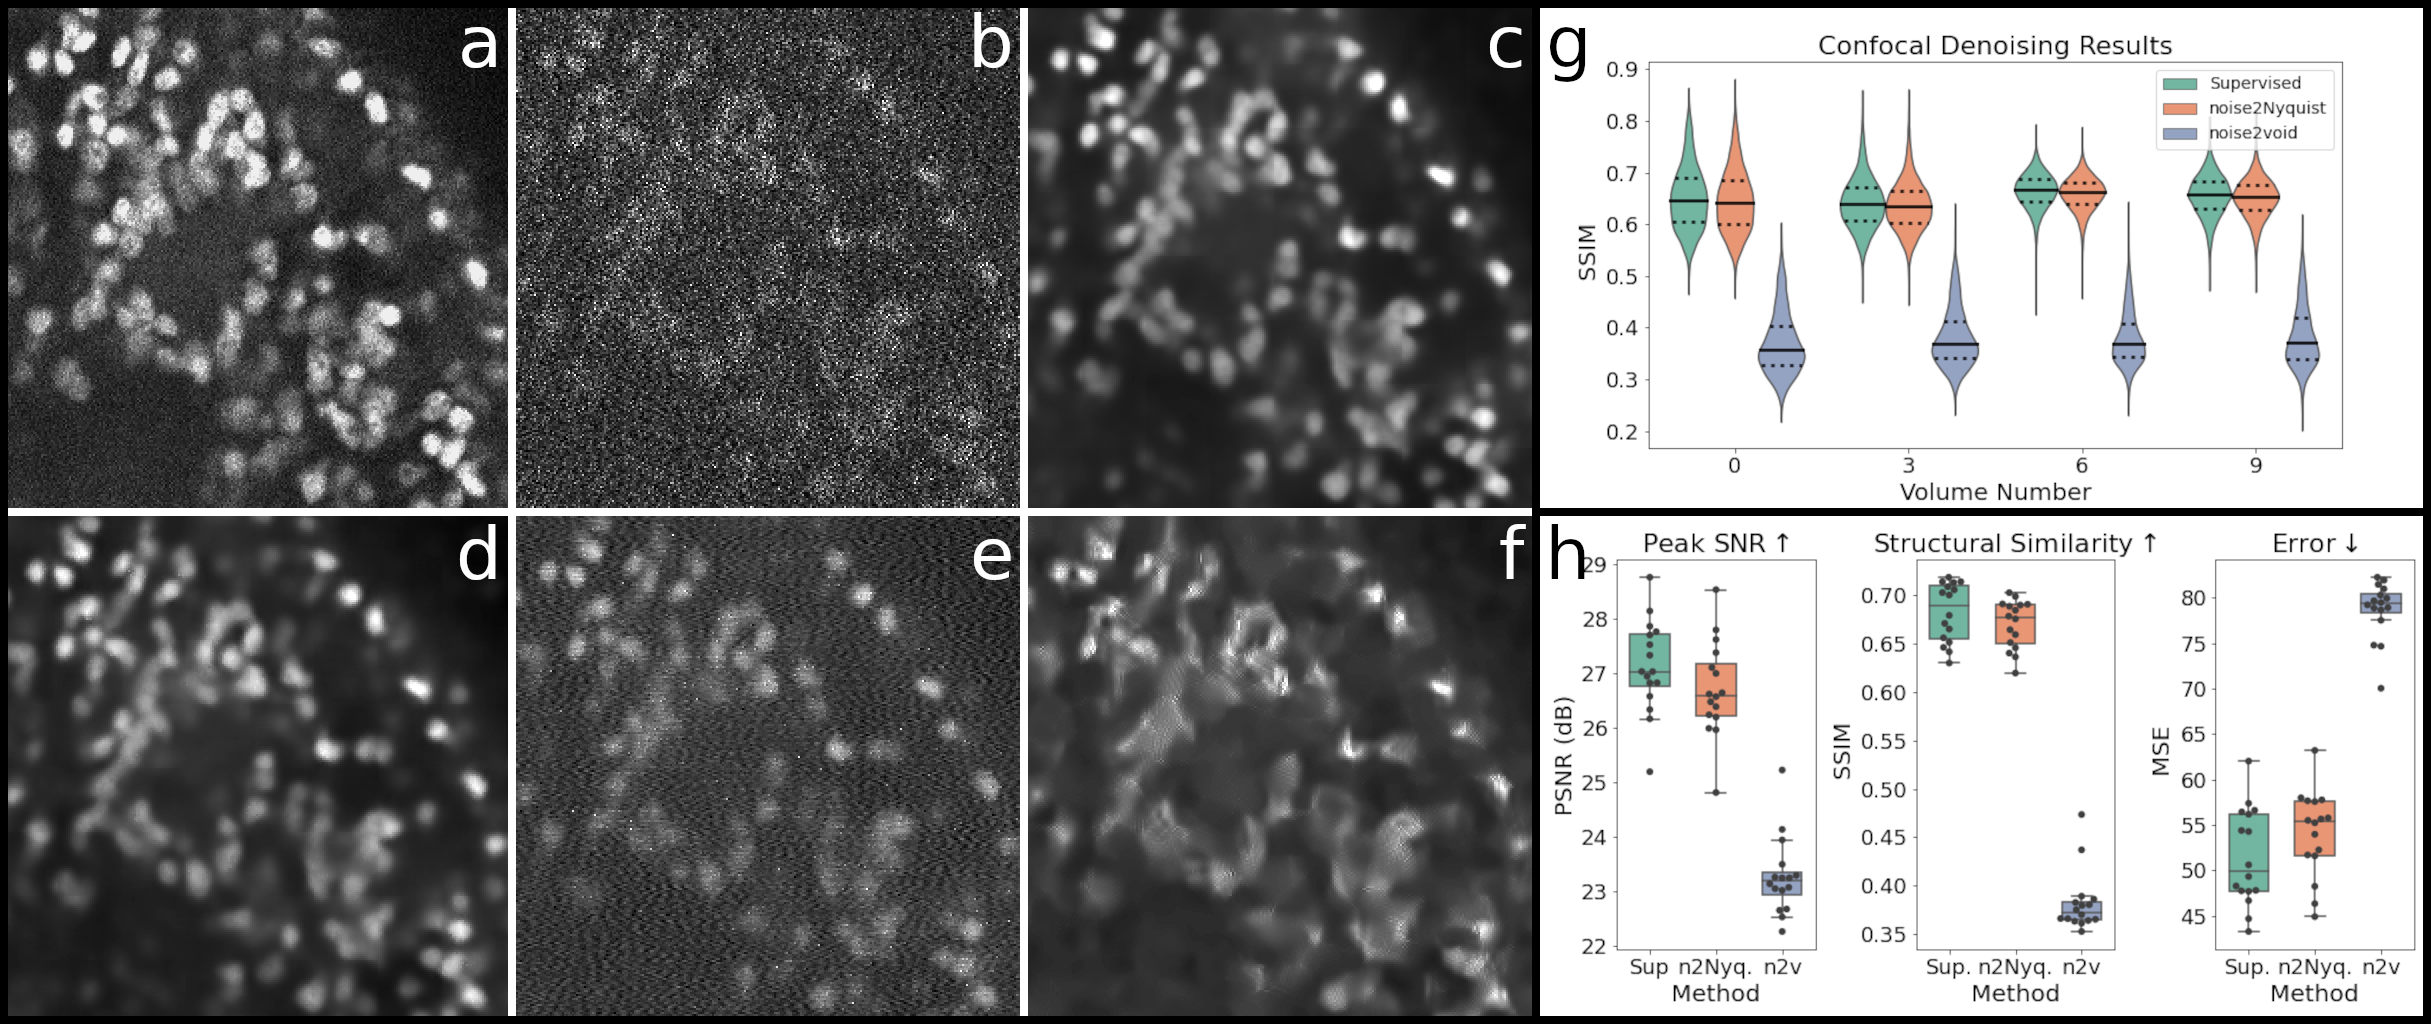 a
b
c
d
e
f
g
Confocal Denoising Results
Supervised
noise2Nyquist
noise2void
0.9
0.8
0.7
0.6
0.5
0.4
0.3
0.2
SSIM
0 3 6 9
Volume Number
h
Peak SNR ↑
29
28
27
26
25
24
23
22
PSNR (dB)
Sup n2Nyq. n2v
Method
Structural Similarity ↑
0.70
0.65
0.60
0.55
0.50
0.45
0.40
0.35
SSIM
Sup. n2Nyq. n2v
Method
Error ↓
80
75
70
65
60
55
50
45
MSE
Sup. n2Nyq. n2v
Method